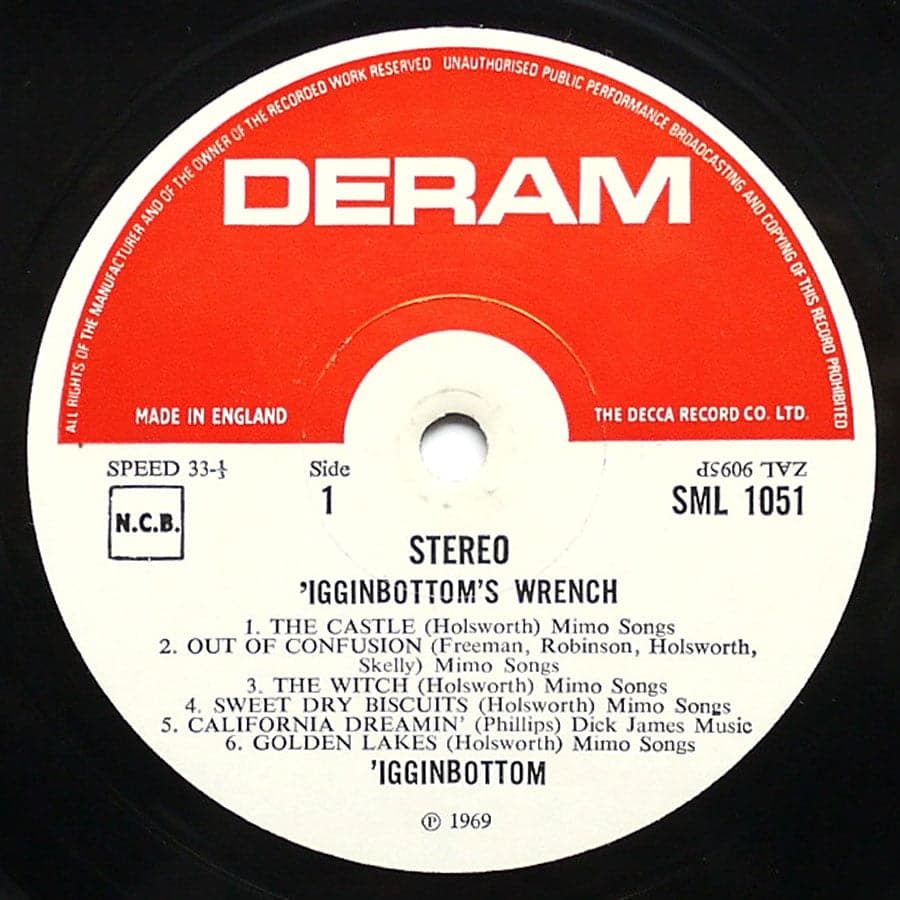 ALL RIGHTS OF THE MANUFACTURER AND OF THE OWNER OF THE RECORDED WORK RESERVED UNAUTHORISED PUBLIC PERFORMANCE BROADCASTING AND COPYING OF THIS RECORD PROHIBITED
DERAM
MADE IN ENGLAND THE DECCA RECORD CO. LTD.
SPEED 33-⅓ Side ZAL 9095P
N.C.B. 1 SML 1051
STEREO
'IGGINBOTTOM'S WRENCH
1. THE CASTLE (Holsworth) Mimo Songs
2. OUT OF CONFUSION (Freeman, Robinson, Holsworth,
Skelly) Mimo Songs
3. THE WITCH (Holsworth) Mimo Songs
4. SWEET DRY BISCUITS (Holsworth) Mimo Songs
5. CALIFORNIA DREAMIN' (Phillips) Dick James Music
6. GOLDEN LAKES (Holsworth) Mimo Songs
'IGGINBOTTOM
℗ 1969